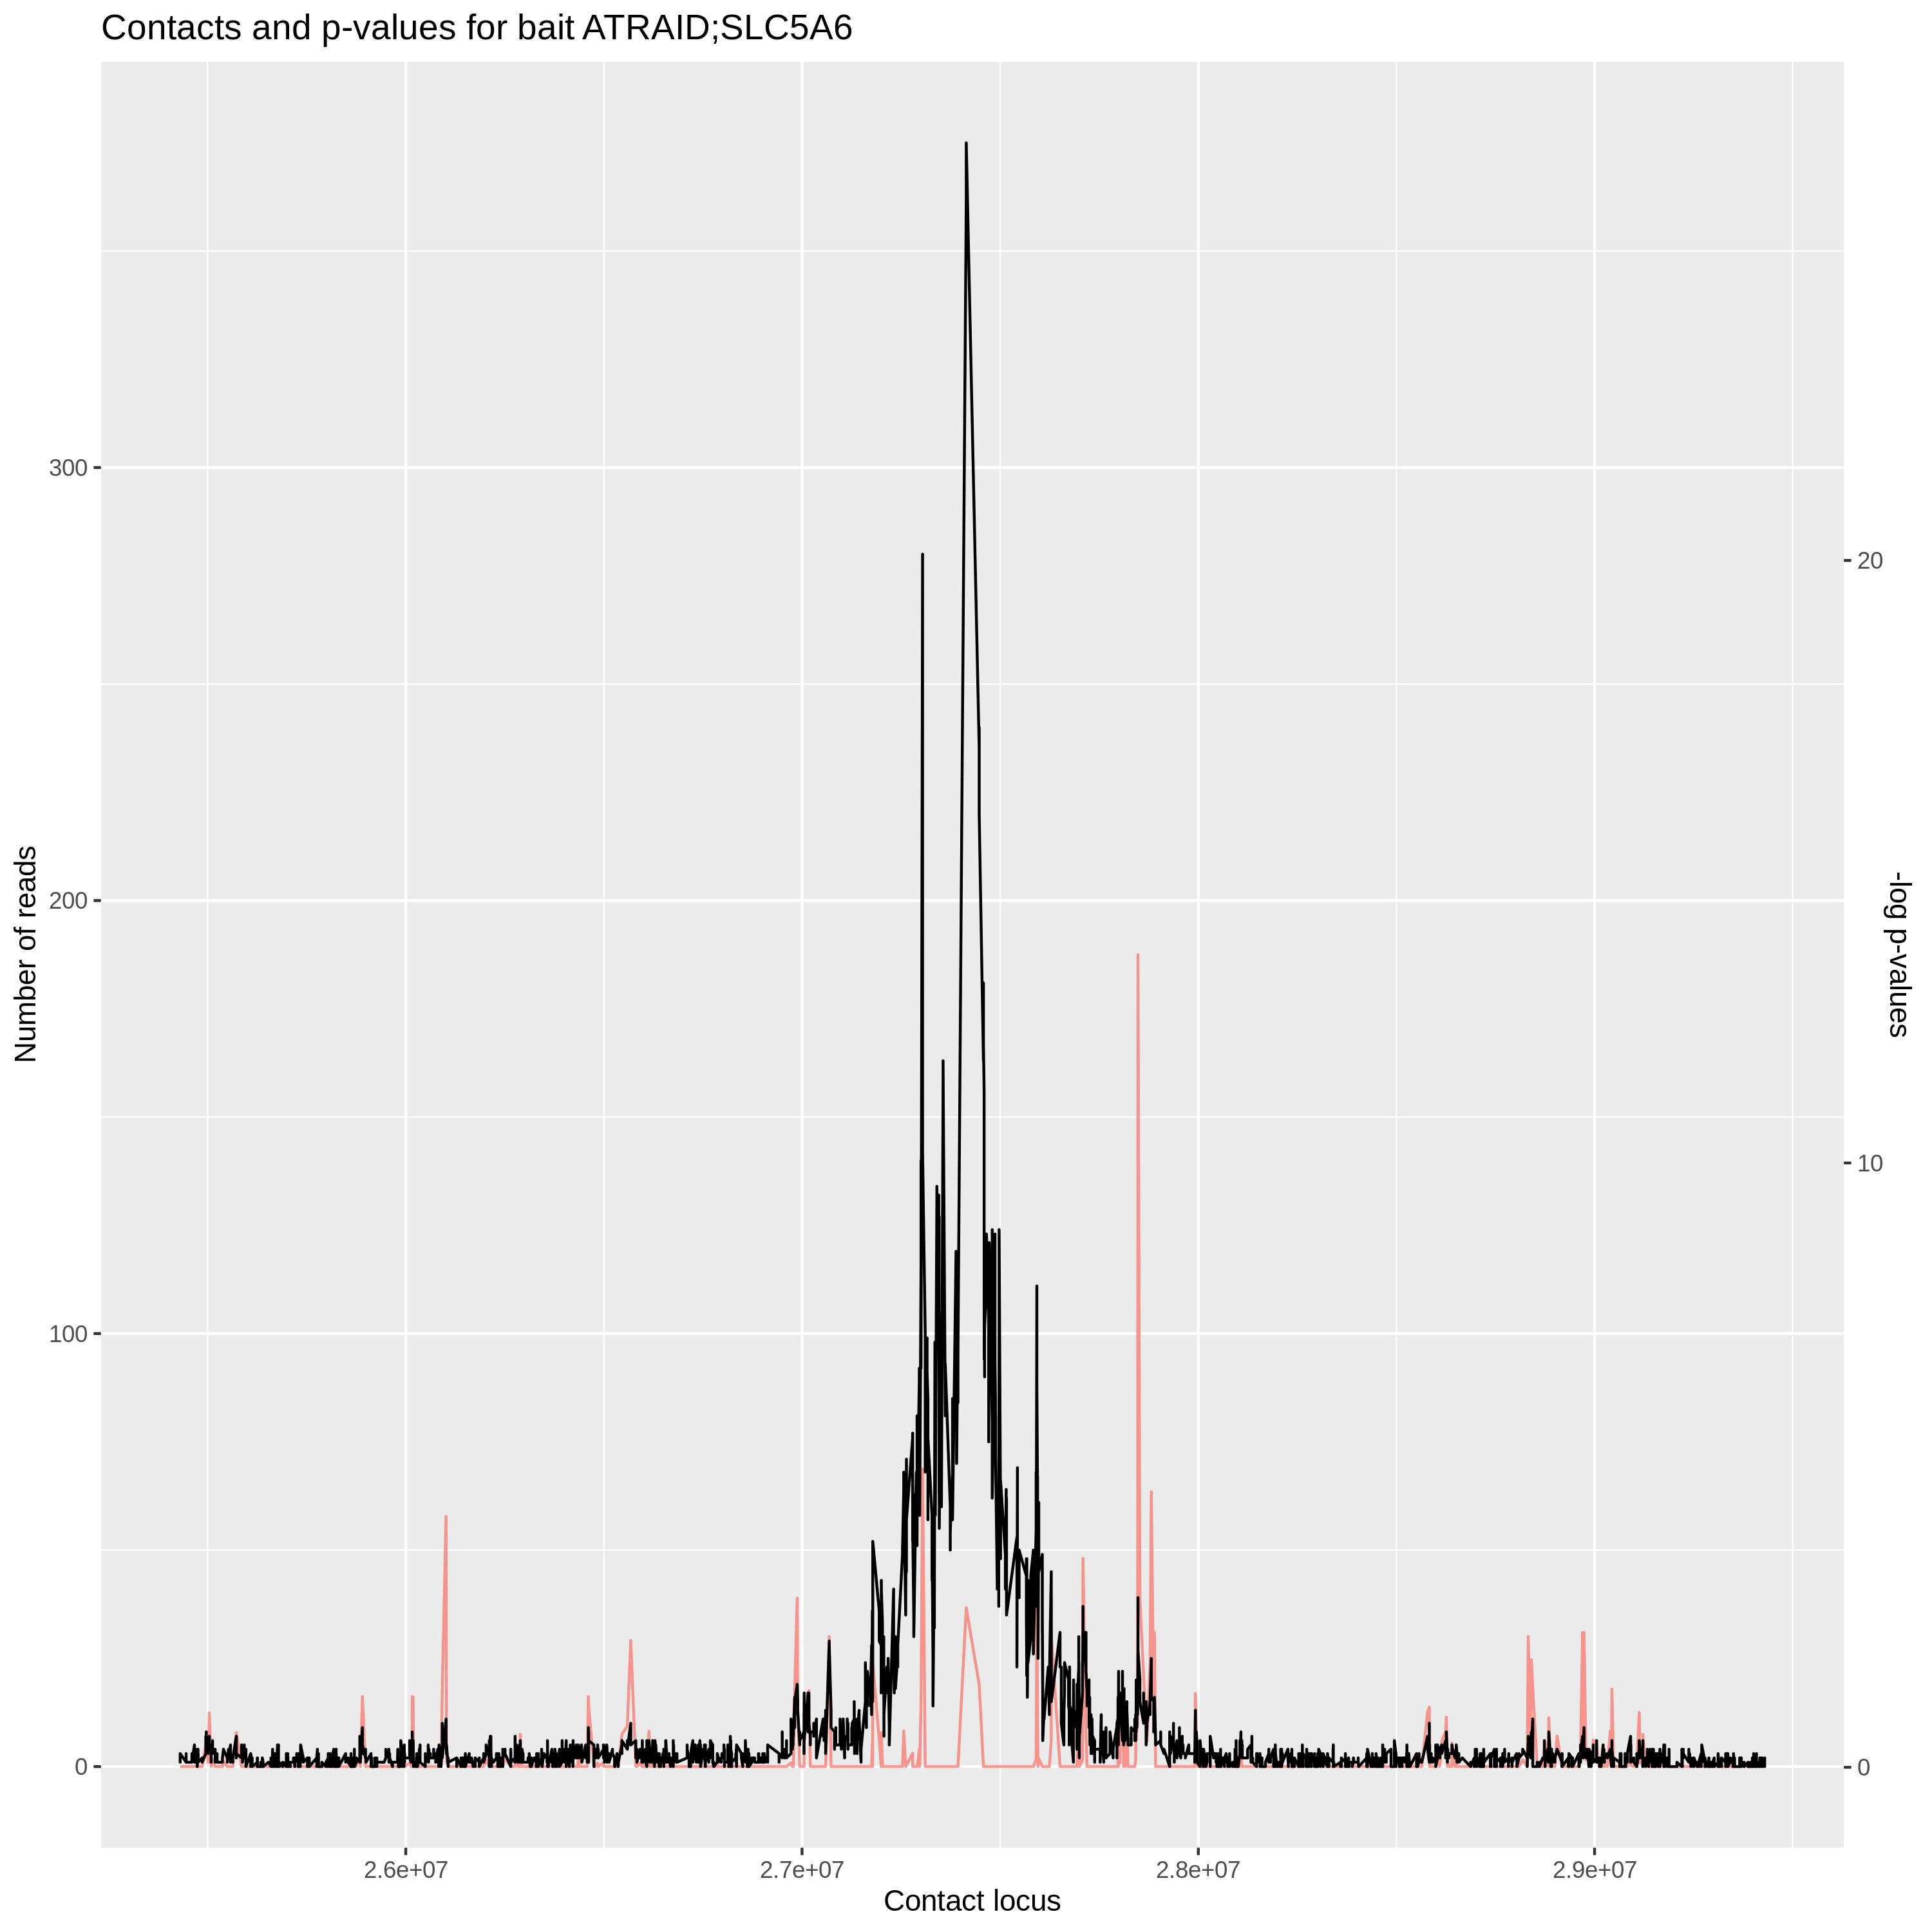 Contacts and p-values for bait ATRAID;SLC5A6
300
200
100
0
20
10
0
Number of reads
-log p-values
2.6e+07 2.7e+07 2.8e+07 2.9e+07
Contact locus